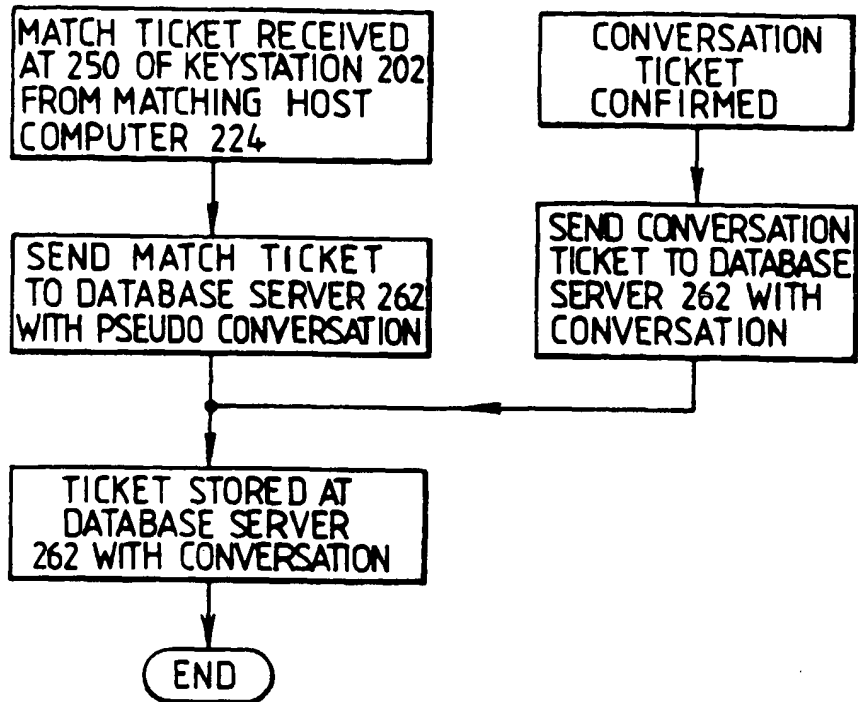 MATCH TICKET RECEIVED
AT 250 OF KEYSTATION 202
FROM MATCHING HOST
COMPUTER 224
SEND MATCH TICKET
TO DATABASE SERVER 262
WITH PSEUDO CONVERSATION
CONVERSATION
TICKET
CONFIRMED
SEND CONVERSATION
TICKET TO DATABASE
SERVER 262 WITH
CONVERSATION
TICKET STORED AT
DATABASE SERVER
262 WITH CONVERSATION
END